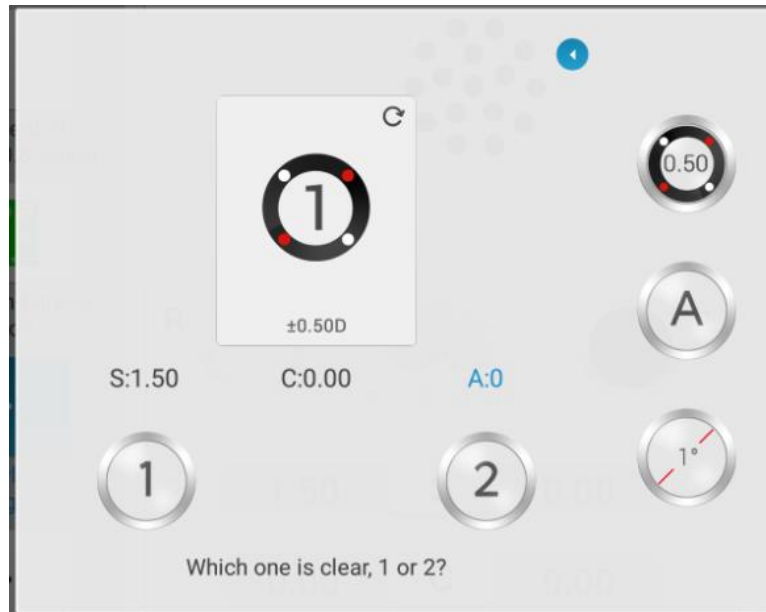 0.50
1
±0.50D
A
S:1.50 C:0.00 A:0
1°
1 2
Which one is clear, 1 or 2?